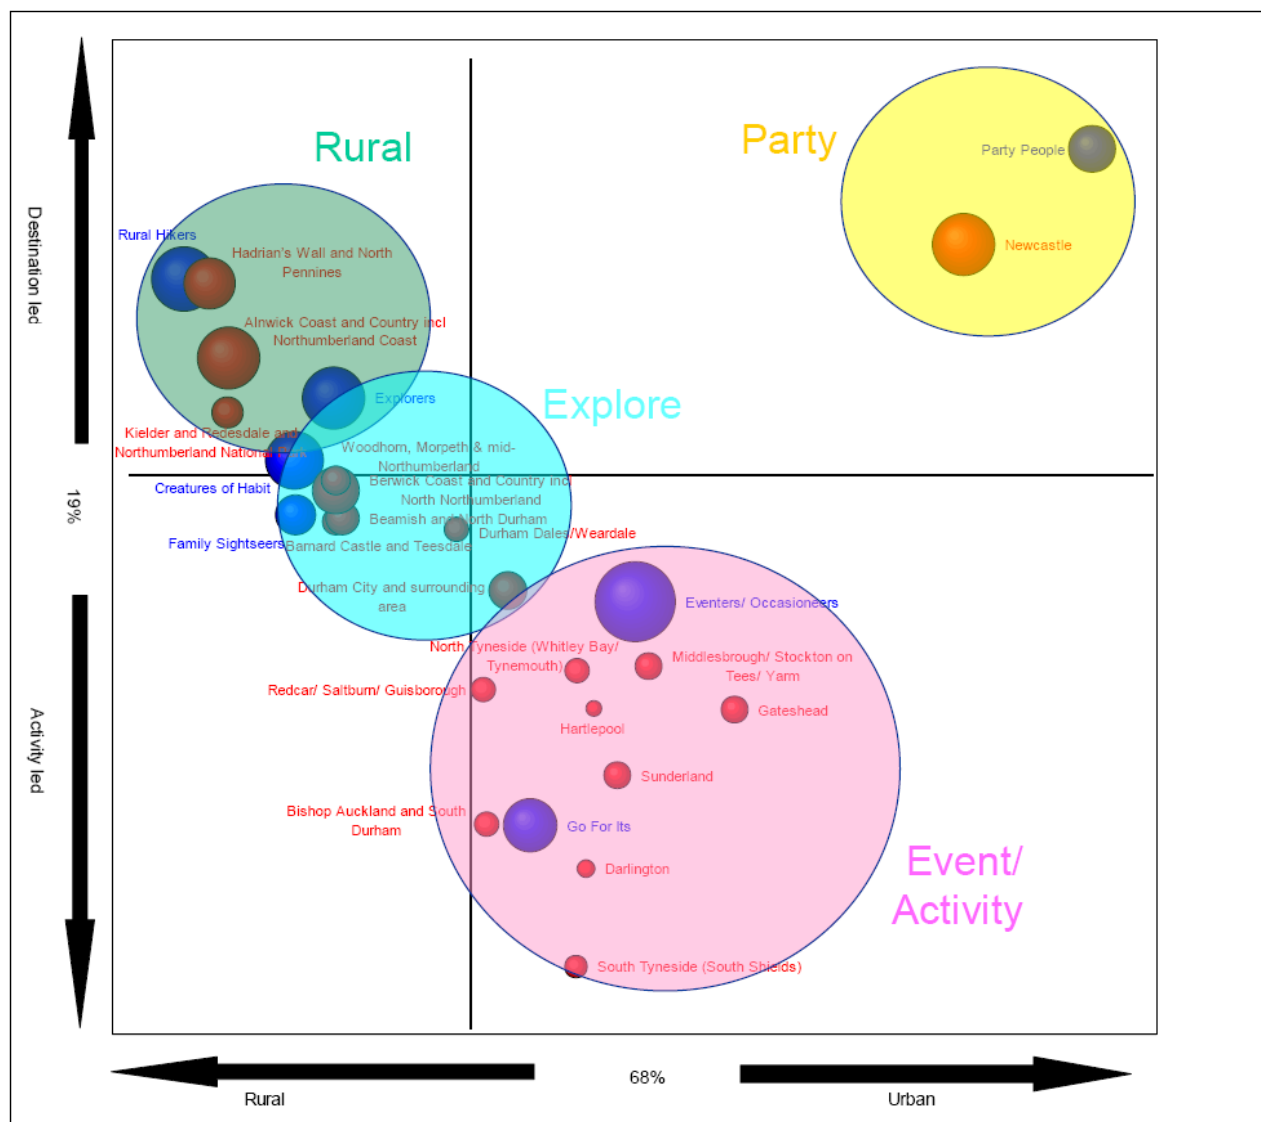 Rural
Party
Party People
Rural Hikers
Hadrian's Wall and North
Pennines
Newcastle
Destination led
Alnwick Coast and Country incl
Northumberland Coast
Explorers
Explore
Kielder and Redesdale and
Northumberland National Park
Woodhorn, Morpeth & mid-
Northumberland
Creatures of Habit
Berwick Coast and Country incl
North Northumberland
19%
Beamish and North Durham
Durham Dales/Weardale
Family Sightseers
Barnard Castle and Teesdale
Durham City and surrounding
area
Eventers/ Occasioneers
North Tyneside (Whitley Bay/
Tynemouth)
Middlesbrough/ Stockton on
Tees/ Yarm
Redcar/ Saltburn/ Guisborough
Gateshead
Hartlepool
Activity led
Sunderland
Bishop Auckland and South
Durham
Go For Its
Darlington
Event/
Activity
South Tyneside (South Shields)
68%
Rural
Urban